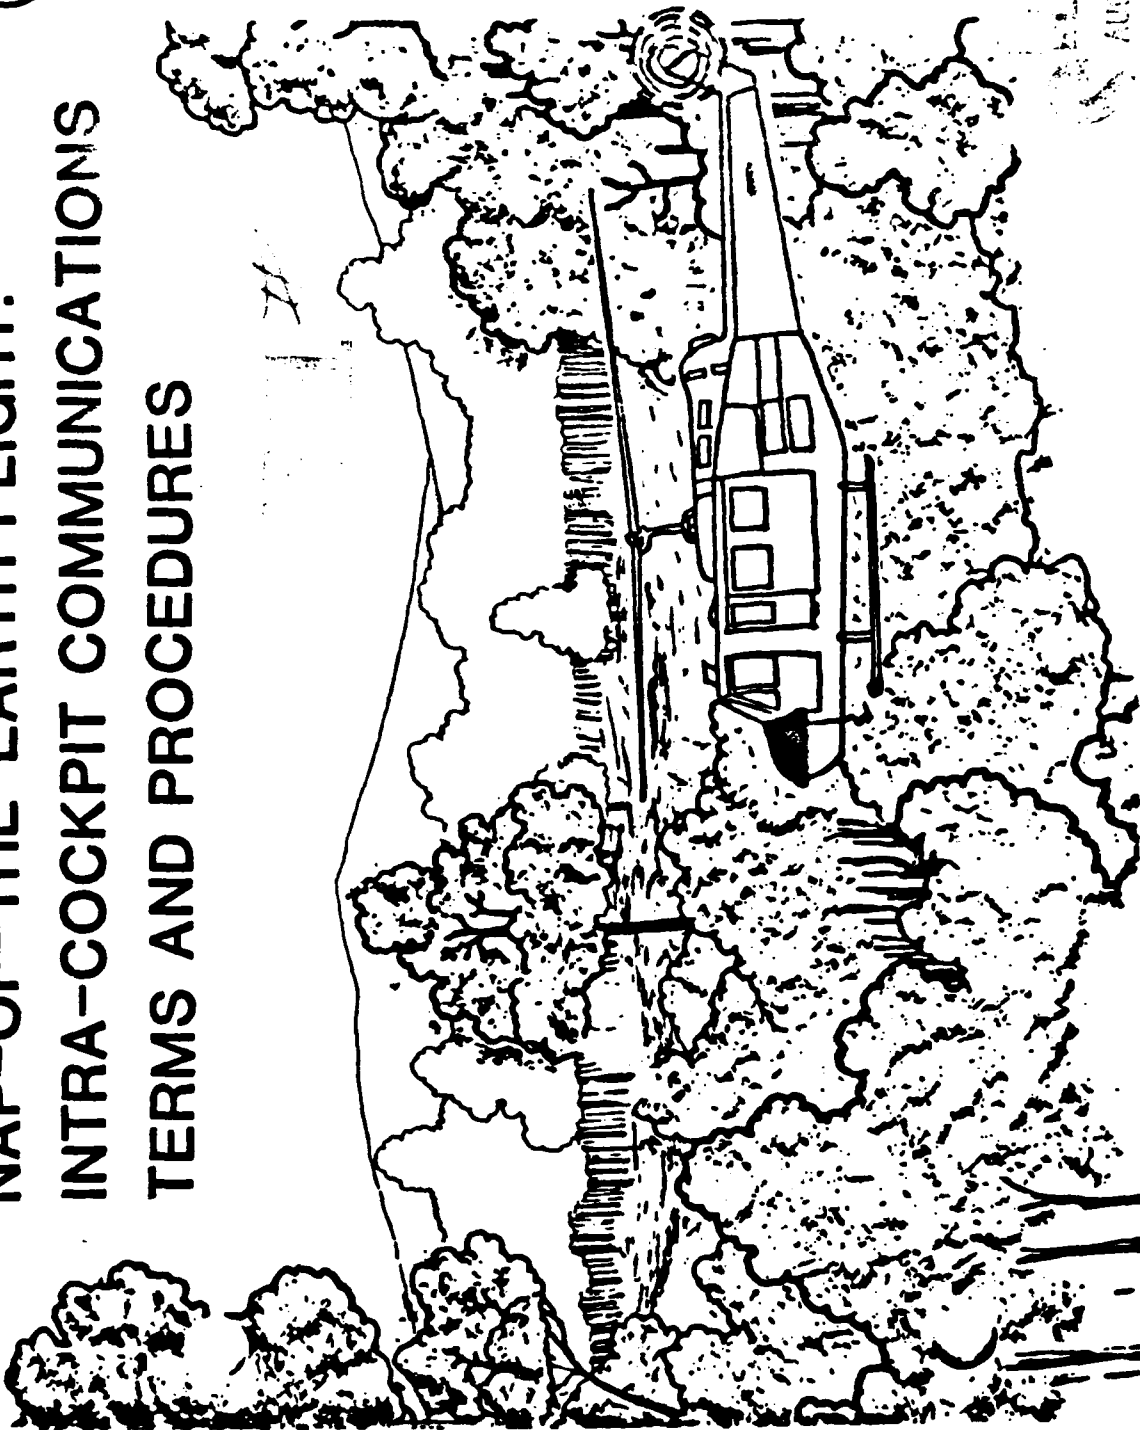 NAP-OF-THE-EARTH FLIGHT:
INTRA-COCKPIT COMMUNICATIONS
TERMS AND PROCEDURES